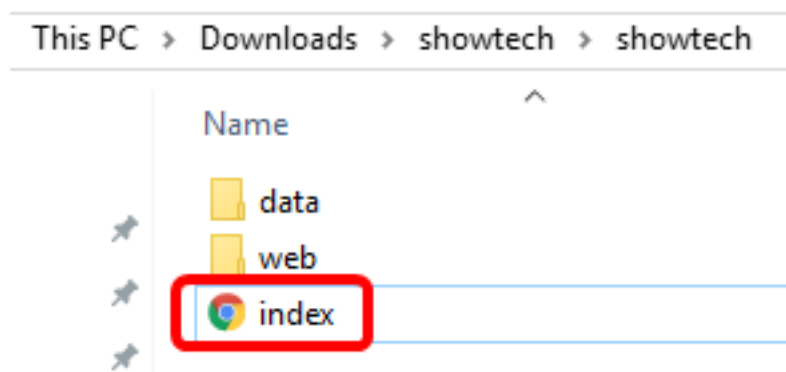 This PC > Downloads > showtech > showtech
Name
data
web
index